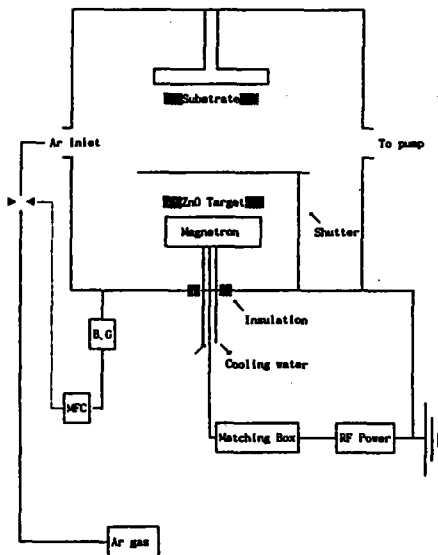 Substrate
Ar Inlet
To pump
ZnO Target
Magnetron
Shutter
Insulation
B.G
Cooling water
MFC
Matching Box
RF Power
Ar gas